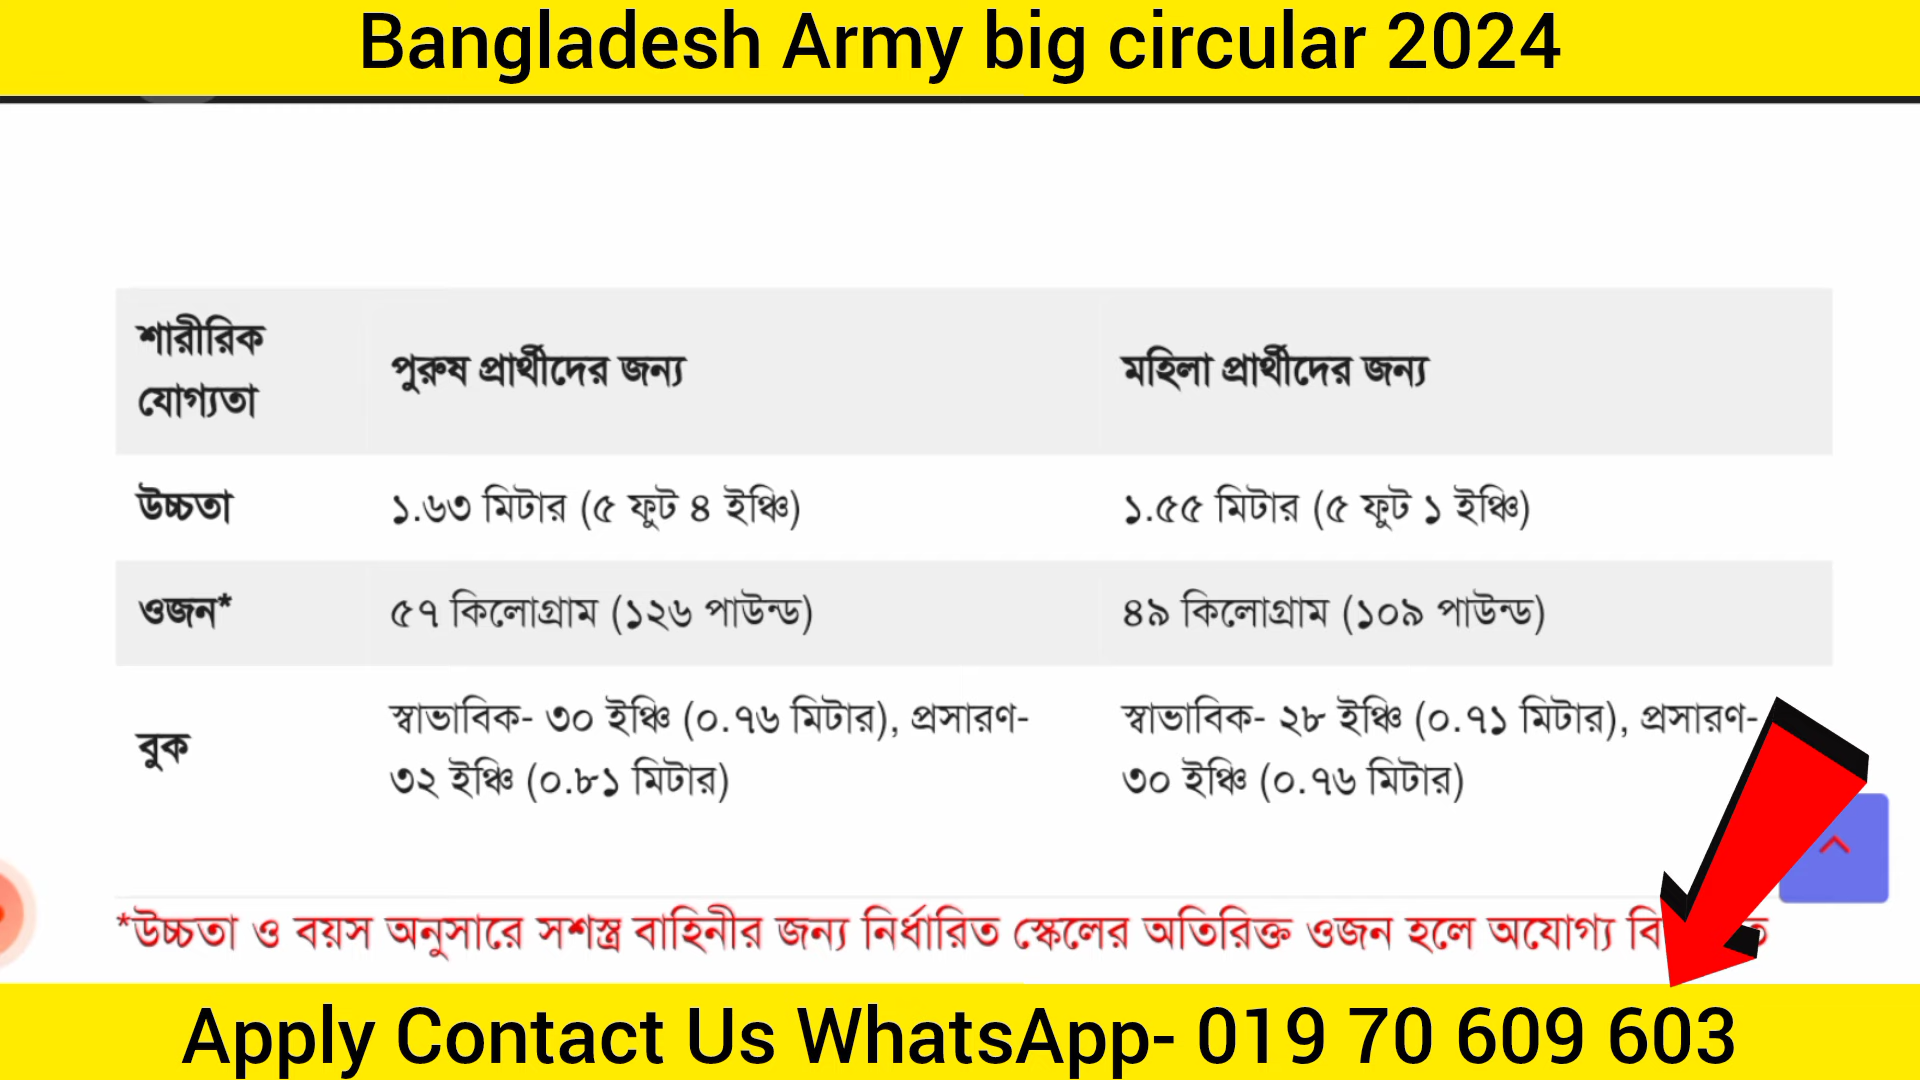 Bangladesh Army big circular 2024
শারীরিক
যোগ্যতা
পুরুষ প্রার্থীদের জন্য
মহিলা প্রার্থীদের জন্য
উচ্চতা
১.৬৩ মিটার (৫ ফুট ৪ ইঞ্চি)
১.৫৫ মিটার (৫ ফুট ১ ইঞ্চি)
ওজন*
৫৭ কিলোগ্রাম (১২৬ পাউন্ড)
৪৯ কিলোগ্রাম (১০৯ পাউন্ড)
বুক
স্বাভাবিক- ৩০ ইঞ্চি (০.৭৬ মিটার), প্রসারণ-
৩২ ইঞ্চি (০.৮১ মিটার)
স্বাভাবিক- ২৮ ইঞ্চি (০.৭১ মিটার), প্রসারণ-
৩০ ইঞ্চি (০.৭৬ মিটার)
*উচ্চতা ও বয়স অনুসারে সশস্ত্র বাহিনীর জন্য নির্ধারিত স্কেলের অতিরিক্ত ওজন হলে অযোগ্য
Apply Contact Us WhatsApp- 019 70 609 603